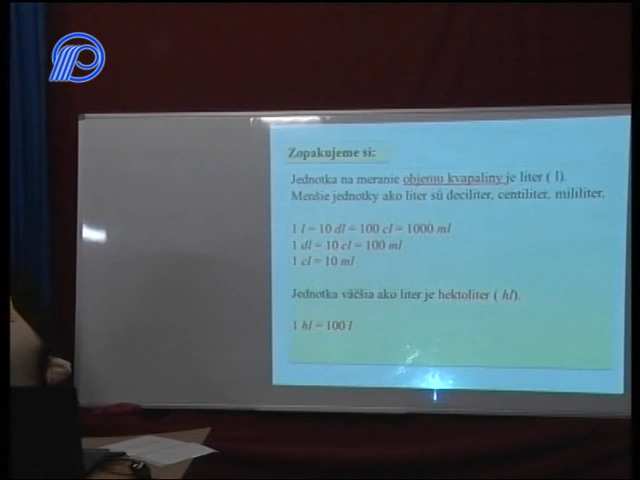 Zopakujeme si:
Jednotka na meranie objemu kvapaliny je liter ( l).
Menšie jednotky ako liter sú deciliter, centiliter, mililiter.
1 l = 10 dl = 100 cl = 1000 ml
1 dl = 10 cl = 100 ml
1 cl = 10 ml
Jednotka väčšia ako liter je hektoliter ( hl).
1 hl = 100 l